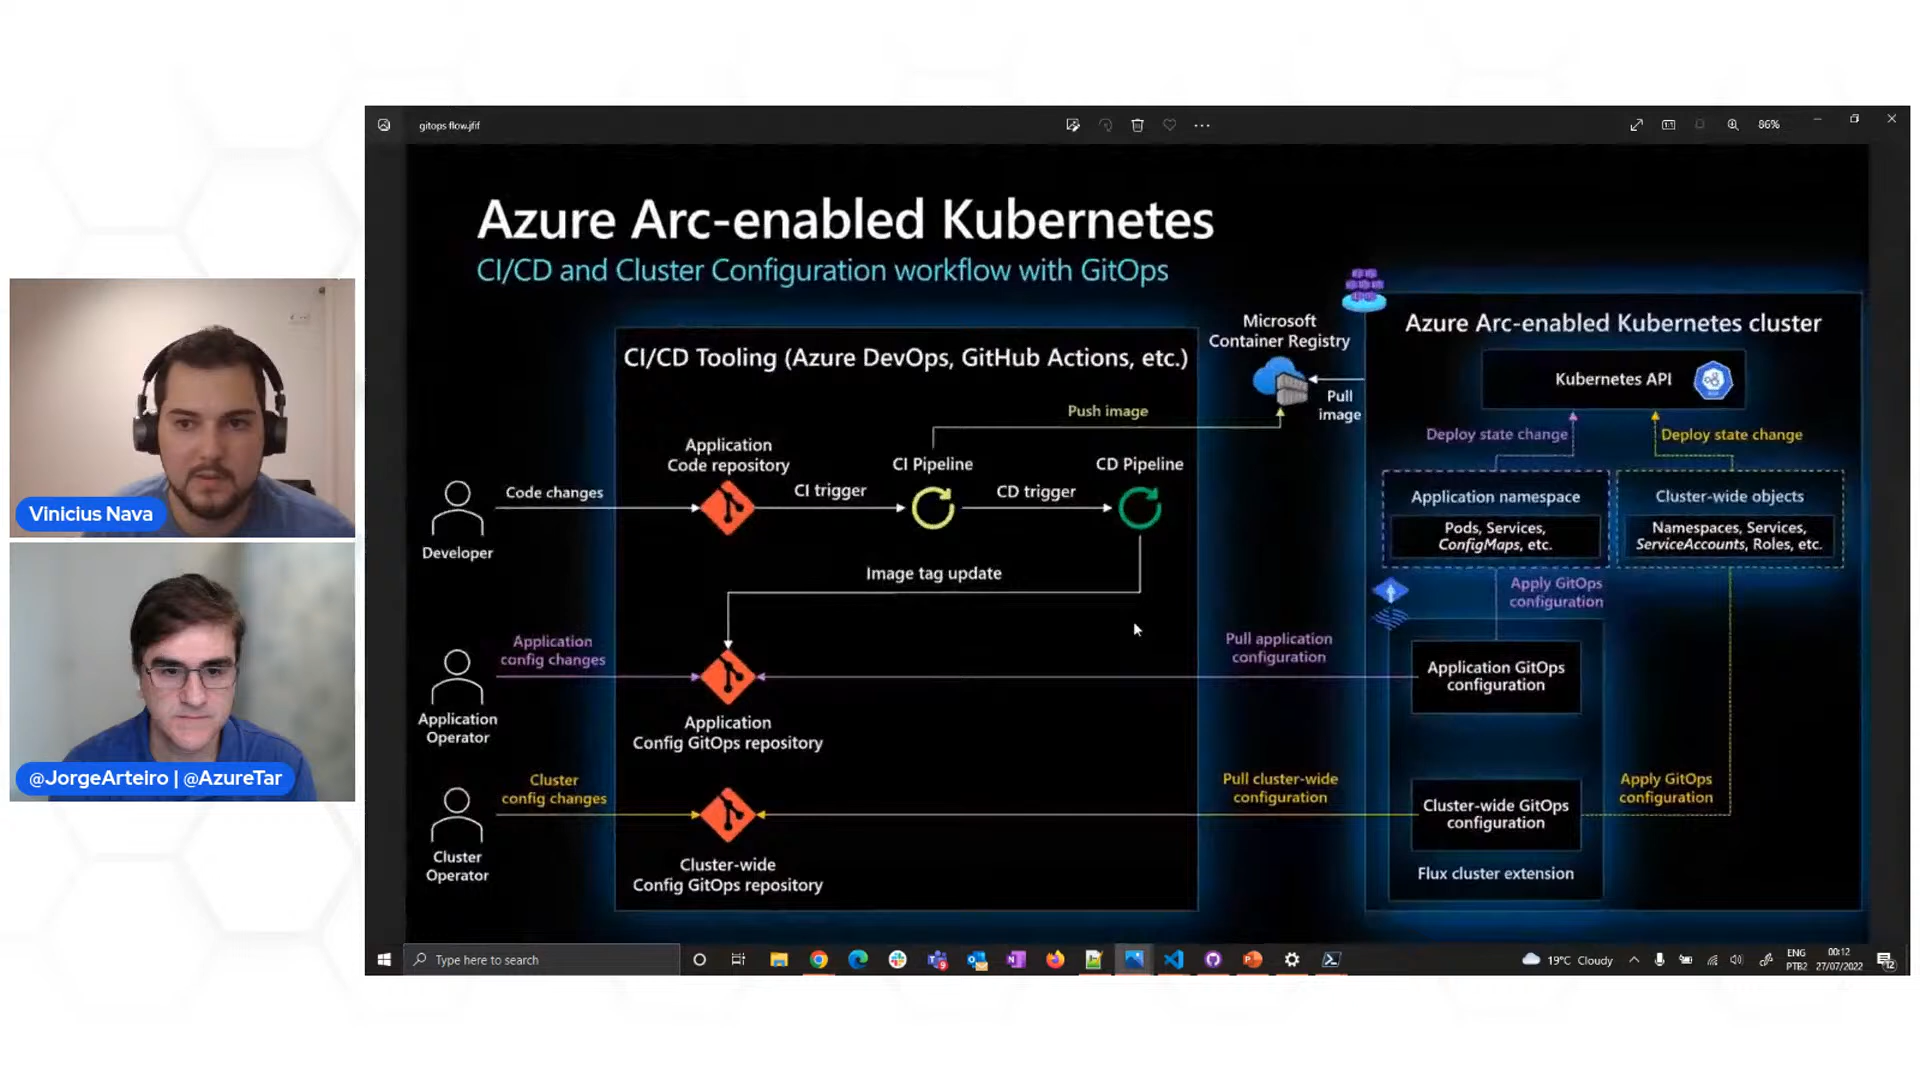 gitops flow.jfif
86%
Azure Arc-enabled Kubernetes
CI/CD and Cluster Configuration workflow with GitOps
Microsoft
Container Registry
Azure Arc-enabled Kubernetes cluster
CI/CD Tooling (Azure DevOps, GitHub Actions, etc.)
Kubernetes API
Pull
image
Push image
Deploy state change
Deploy state change
Application
Code repository
CI Pipeline
CD Pipeline
Code changes
CI trigger
CD trigger
Application namespace
Pods, Services,
ConfigMaps, etc.
Cluster-wide objects
Namespaces, Services,
ServiceAccounts, Roles, etc.
Vinicius Nava
Developer
Image tag update
Apply GitOps
configuration
Application
config changes
Pull application
configuration
Application GitOps
configuration
Application
Operator
Application
Config GitOps repository
@JorgeArteiro | @AzureTar
Cluster
config changes
Pull cluster-wide
configuration
Cluster-wide GitOps
configuration
Apply GitOps
configuration
Cluster
Operator
Cluster-wide
Config GitOps repository
Flux cluster extension
Type here to search
19°C Cloudy
ENG
PTB2
00:12
27/07/2022
12